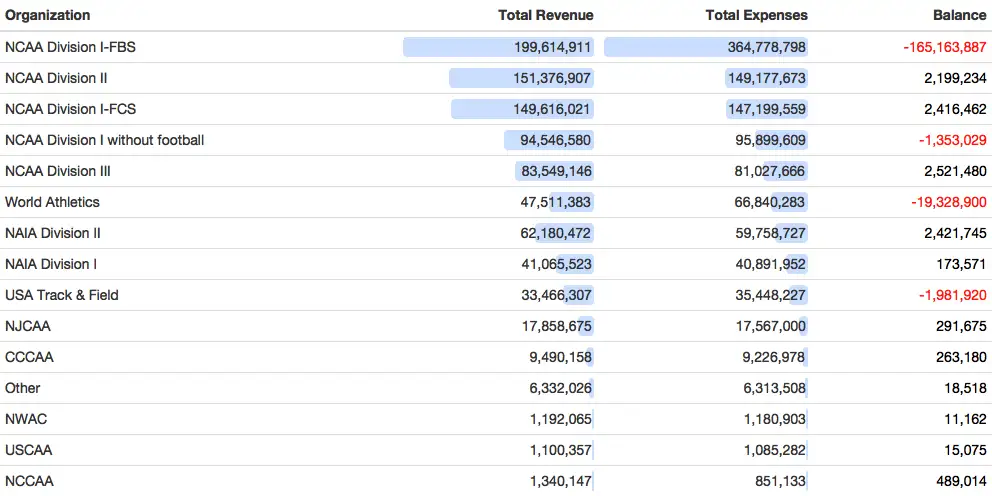 Organization Total Revenue Total Expenses Balance
NCAA Division I-FBS 199,614,911 364,778,798 -165,163,887
NCAA Division II 151,376,907 149,177,673 2,199,234
NCAA Division I-FCS 149,616,021 147,199,559 2,416,462
NCAA Division I without football 94,546,580 95,899,609 -1,353,029
NCAA Division III 83,549,146 81,027,666 2,521,480
World Athletics 47,511,383 66,840,283 -19,328,900
NAIA Division II 62,180,472 59,758,727 2,421,745
NAIA Division I 41,065,523 40,891,952 173,571
USA Track & Field 33,466,307 35,448,227 -1,981,920
NJCAA 17,858,675 17,567,000 291,675
CCCAA 9,490,158 9,226,978 263,180
Other 6,332,026 6,313,508 18,518
NWAC 1,192,065 1,180,903 11,162
USCAA 1,100,357 1,085,282 15,075
NCCAA 1,340,147 851,133 489,014